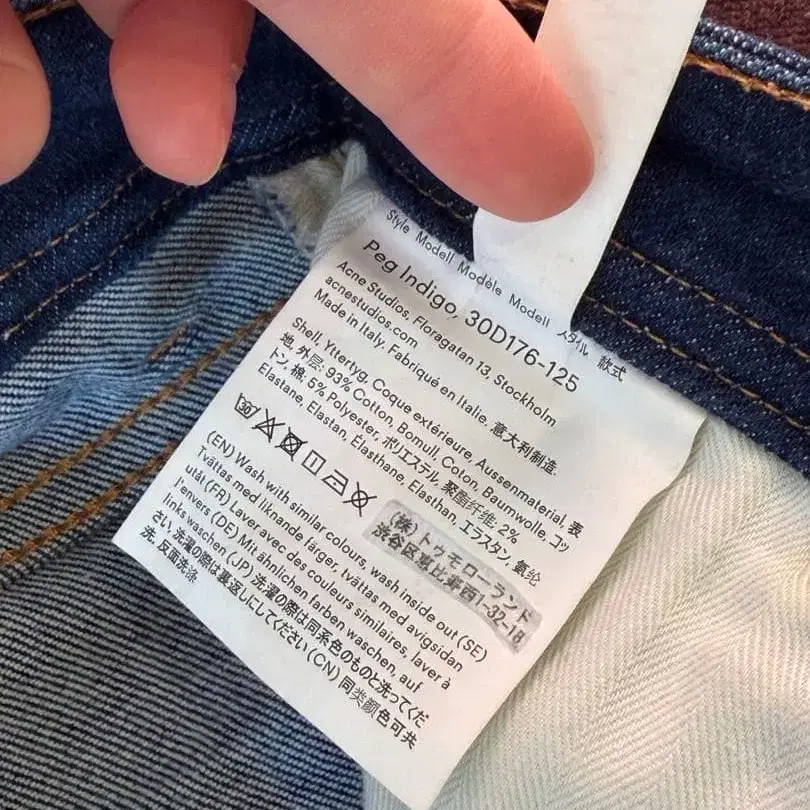 Style Modell Modèle Modell スタイル 款式
Peg Indigo, 30D176-125
Acne Studios, Floragatan 13, Stockholm
acnestudios.com
Made in Italy, Fabriqué en Italie, 意大利制造.
Shell, Yttertyg, Coque extérieure, Aussenmaterial, 表
地, 外层: 93% Cotton, Bomull, Coton, Baumwolle, コッ
トン, 棉: 5% Polyester, ポリエステル, 聚酯纤维: 2%
Elastane, Elastan, Élasthane, Elasthan, エラスタン, 氨纶
30
(株)トゥモローランド
渋谷区恵比寿西1-32-18
(EN) Wash with similar colours, wash inside out (SE)
Tvättas med liknande färger, tvättas med avigsidan
utåt (FR) Laver avec des couleurs similaires, laver à
l'envers (DE) Mit ähnlichen farben waschen, auf
links waschen (JP) 洗濯の際は同系色のものと洗ってくだ
さい, 洗濯の際は裏返しにしてください (CN) 同类颜色可共
洗, 反面洗涤